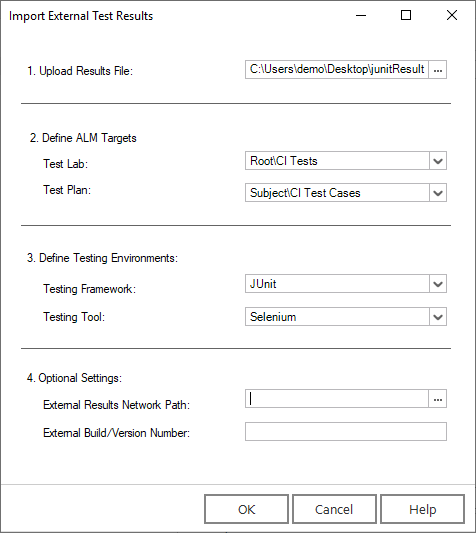 Import External Test Results
1. Upload Results File: C:\Users\demo\Desktop\junitResult ...
2. Define ALM Targets
Test Lab: Root\CI Tests
Test Plan: Subject\CI Test Cases
3. Define Testing Environments:
Testing Framework: JUnit
Testing Tool: Selenium
4. Optional Settings:
External Results Network Path: ...
External Build/Version Number:
OK Cancel Help